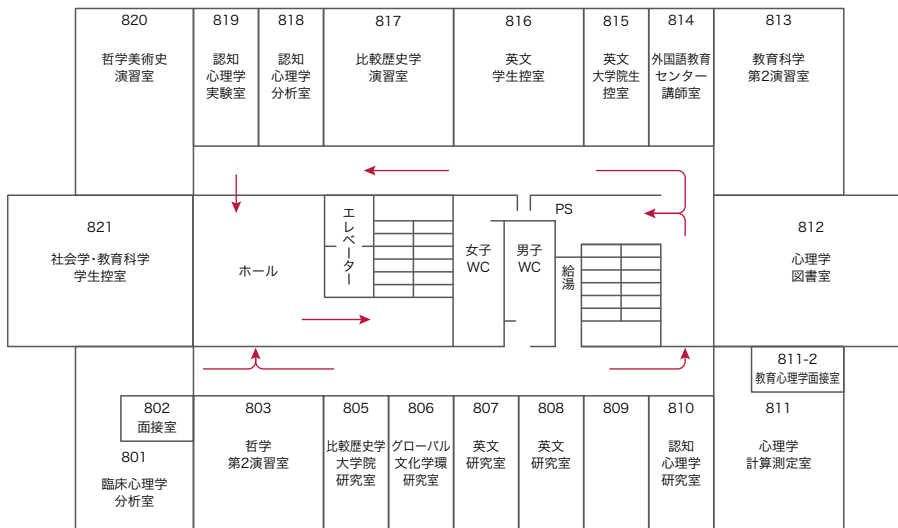 820
哲学美術史
演習室
819
認知
心理学
実験室
818
認知
心理学
分析室
817
比較歴史学
演習室
816
英文
学生控室
815
英文
大学院生
控室
814
外国語教育
センター
講師室
813
教育科学
第2演習室
821
社会学・教育科学
学生控室
ホール
エレベーター
女子
WC
男子
WC
PS
給湯
812
心理学
図書室
811-2
教育心理学面接室
802
面接室
801
臨床心理学
分析室
803
哲学
第2演習室
805
比較歴史学
大学院
研究室
806
グローバル
文化学環
研究室
807
英文
研究室
808
英文
研究室
809
810
認知
心理学
研究室
811
心理学
計算測定室